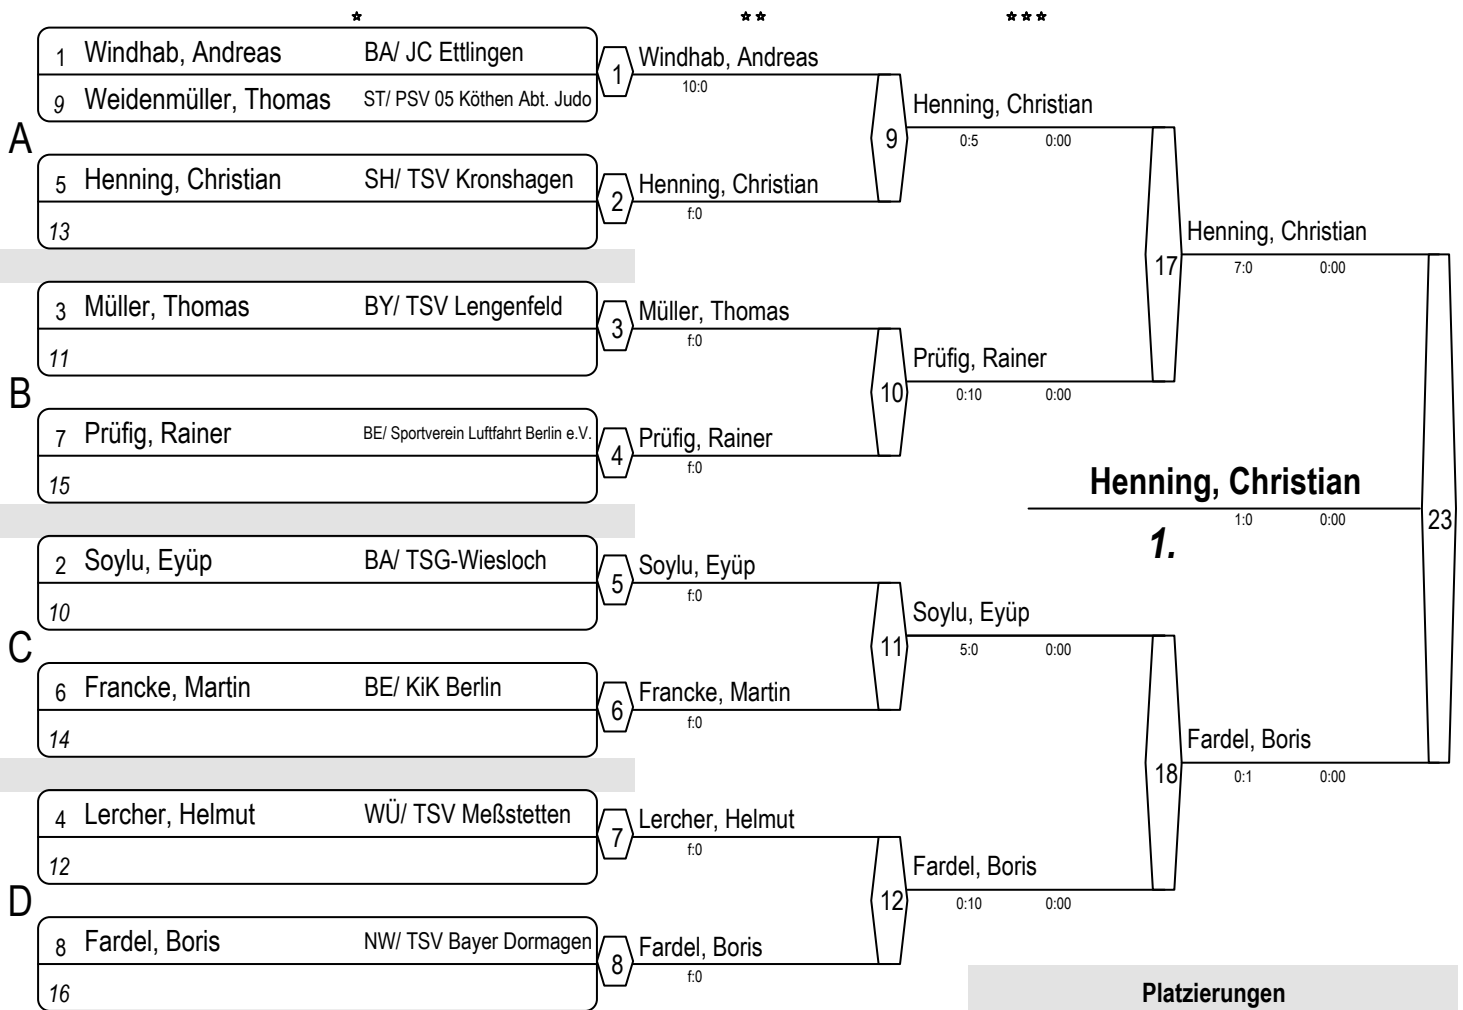 * ** ***
1 Windhab, Andreas BA/ JC Ettlingen
9 Weidenmüller, Thomas ST/ PSV 05 Köthen Abt. Judo
1 Windhab, Andreas
10:0
A
5 Henning, Christian SH/ TSV Kronshagen
13
2 Henning, Christian
f:0
9 Henning, Christian
0:5 0:00
3 Müller, Thomas BY/ TSV Lengenfeld
11
3 Müller, Thomas
f:0
B
7 Prüfig, Rainer BE/ Sportverein Luftfahrt Berlin e.V.
15
4 Prüfig, Rainer
f:0
10 Prüfig, Rainer
0:10 0:00
17 Henning, Christian
7:0 0:00
Henning, Christian
1:0 0:00
1.
23
2 Soylu, Eyüp BA/ TSG-Wiesloch
10
5 Soylu, Eyüp
f:0
C
6 Francke, Martin BE/ KiK Berlin
14
6 Francke, Martin
f:0
11 Soylu, Eyüp
5:0 0:00
4 Lercher, Helmut WÜ/ TSV Meßstetten
12
7 Lercher, Helmut
f:0
D
8 Fardel, Boris NW/ TSV Bayer Dormagen
16
8 Fardel, Boris
f:0
12 Fardel, Boris
0:10 0:00
18 Fardel, Boris
0:1 0:00
Platzierungen